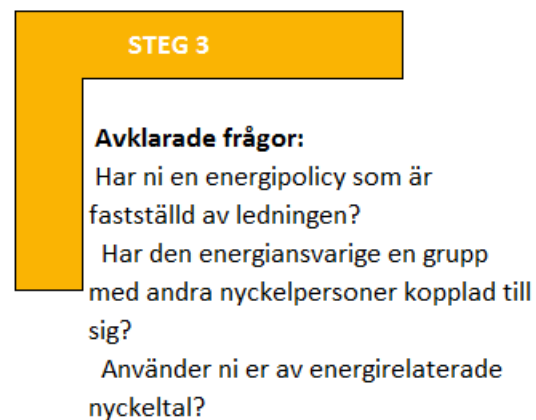 STEG 3
Avklarade frågor:
Har ni en energipolicy som är
fastställd av ledningen?
Har den energiansvarige en grupp
med andra nyckelpersoner kopplad till
sig?
Använder ni er av energirelaterade
nyckeltal?